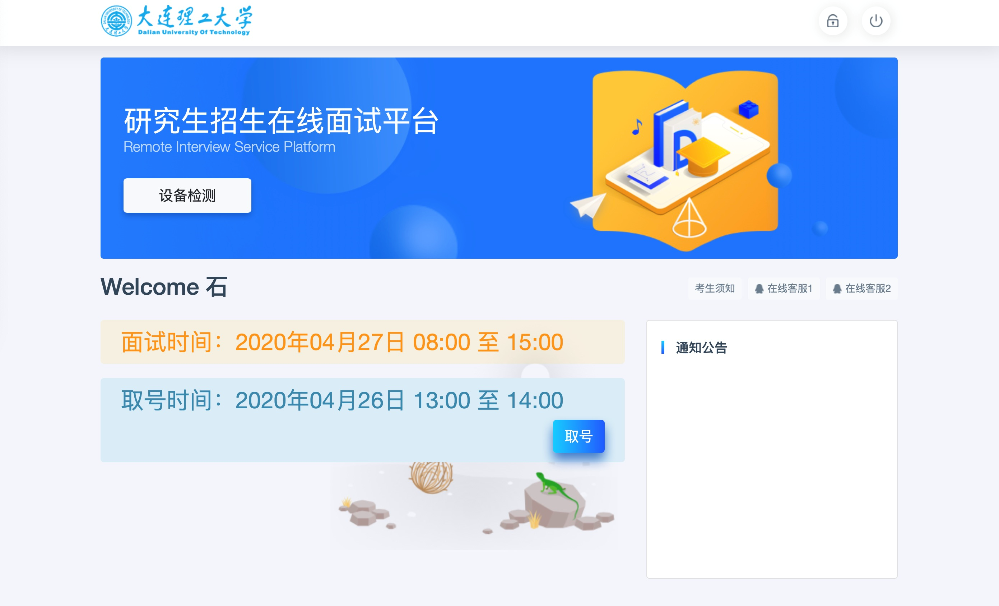 大连理工大学
Dalian University Of Technology
研究生招生在线面试平台
Remote Interview Service Platform
设备检测
Welcome 石
考生须知
在线客服1
在线客服2
面试时间：2020年04月27日 08:00 至 15:00
取号时间：2020年04月26日 13:00 至 14:00
取号
通知公告